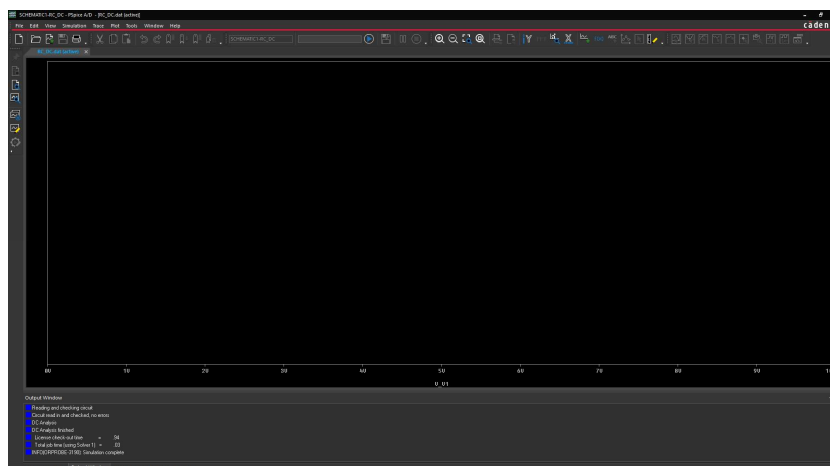 SCHEMATIC1-RC_DC - PSpice A/D - [RC_DC.dat (active)]
File Edit View Simulation Trace Plot Tools Window Help
caden
SCHEMATIC1-RC_DC
RC_DC.dat (active)
0V 1V 2V 3V 4V 5V 6V 7V 8V 9V 1
V_V1
Output Window
Reading and checking circuit
Circuit read in and checked, no errors
DC Analysis
DC Analysis finished
License check-out time = .94
Total job time (using Solver 1) = .03
INFO(ORPROBE-3190): Simulation complete